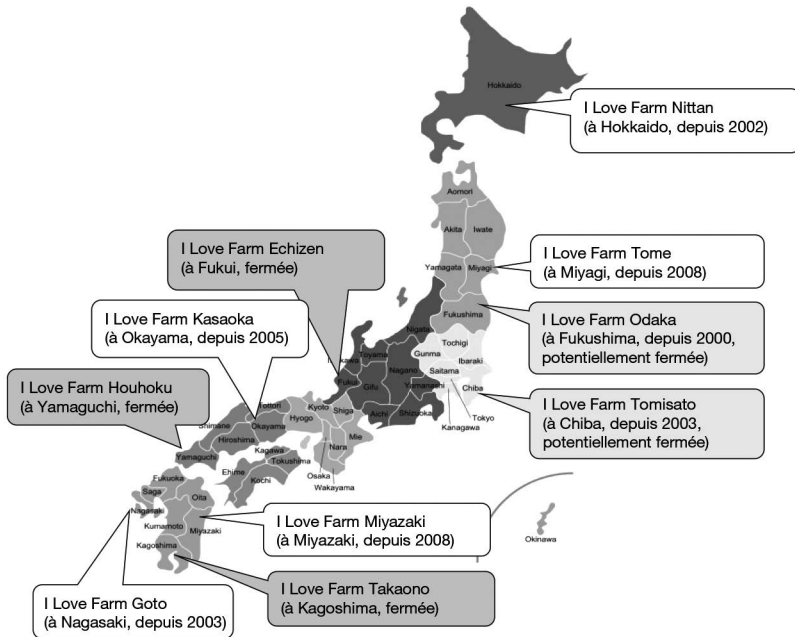 Hokkaido
I Love Farm Nittan
(à Hokkaido, depuis 2002)
Aomori
Akita
Iwate
I Love Farm Echizen
(à Fukui, fermée)
Yamagata
Miyagi
I Love Farm Tome
(à Miyagi, depuis 2008)
I Love Farm Kasaoka
(à Okayama, depuis 2005)
Fukushima
I Love Farm Odaka
(à Fukushima, depuis 2000,
potentiellement fermée)
Toyama
Tochigi
Gunma
Ibaraki
Nagano
Saitama
Gifu
Yamanashi
Chiba
I Love Farm Houhoku
(à Yamaguchi, fermée)
I Love Farm Tomisato
(à Chiba, depuis 2003,
potentiellement fermée)
Kyoto
Shiga
Hyogo
Aichi
Shizuoka
Tokyo
Kanagawa
Okayama
Hiroshima
Mie
Nara
Kagawa
Tokushima
Yamaguchi
Ehime
Kochi
Osaka
Wakayama
Fukuoka
Saga
Oita
Nagasaki
Kumamoto
Miyazaki
I Love Farm Miyazaki
(à Miyazaki, depuis 2008)
Okinawa
Kagoshima
I Love Farm Takaono
(à Kagoshima, fermée)
I Love Farm Goto
(à Nagasaki, depuis 2003)